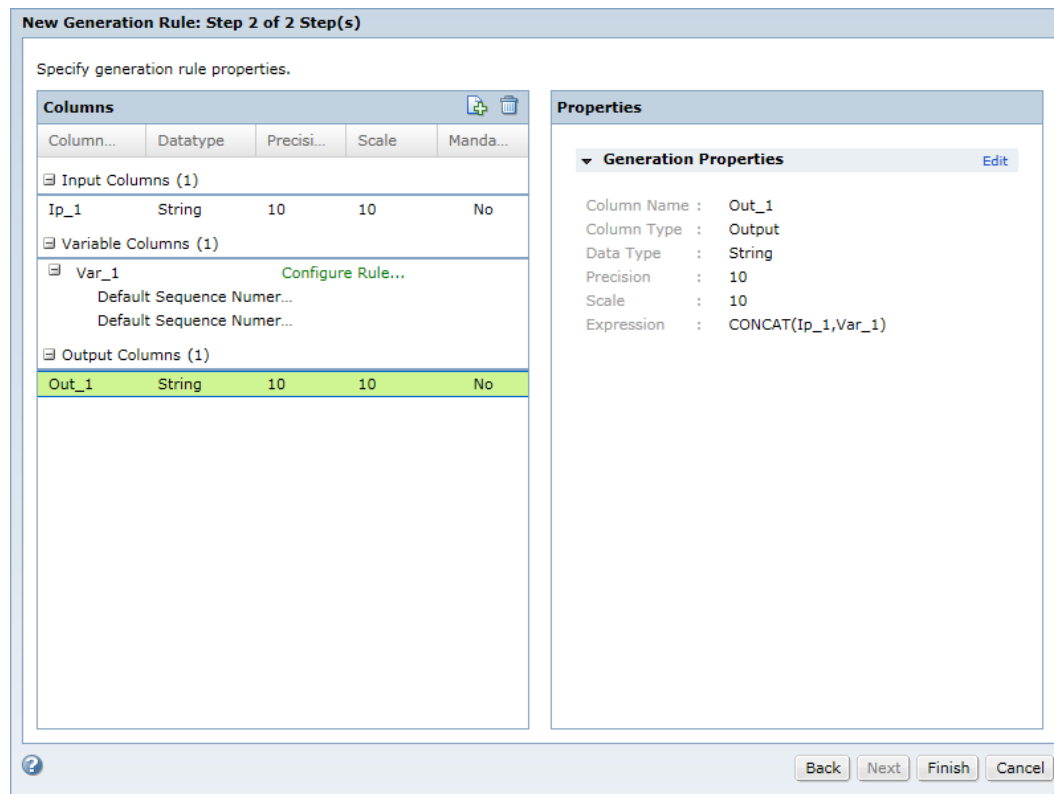 New Generation Rule: Step 2 of 2 Step(s)
Specify generation rule properties.
Columns
Column... Datatype Precisi... Scale Manda...
Input Columns (1)
Ip_1 String 10 10 No
Variable Columns (1)
Var_1 Configure Rule...
Default Sequence Numer...
Default Sequence Numer...
Output Columns (1)
Out_1 String 10 10 No
Properties
Generation Properties Edit
Column Name : Out_1
Column Type : Output
Data Type : String
Precision : 10
Scale : 10
Expression : CONCAT(Ip_1,Var_1)
? Back Next Finish Cancel